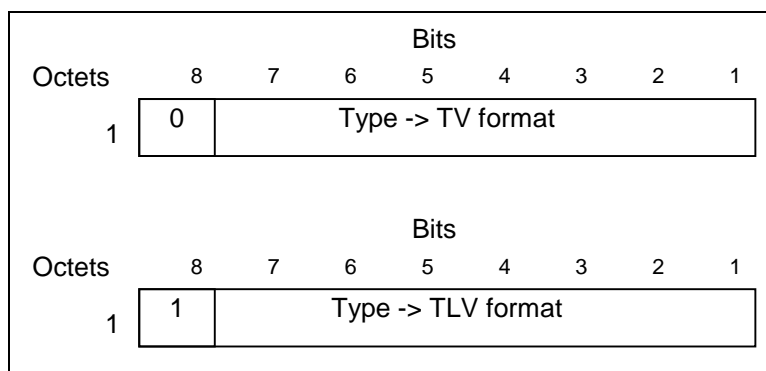 Bits
Octets 8 7 6 5 4 3 2 1
1 0 Type -> TV format
Bits
Octets 8 7 6 5 4 3 2 1
1 1 Type -> TLV format